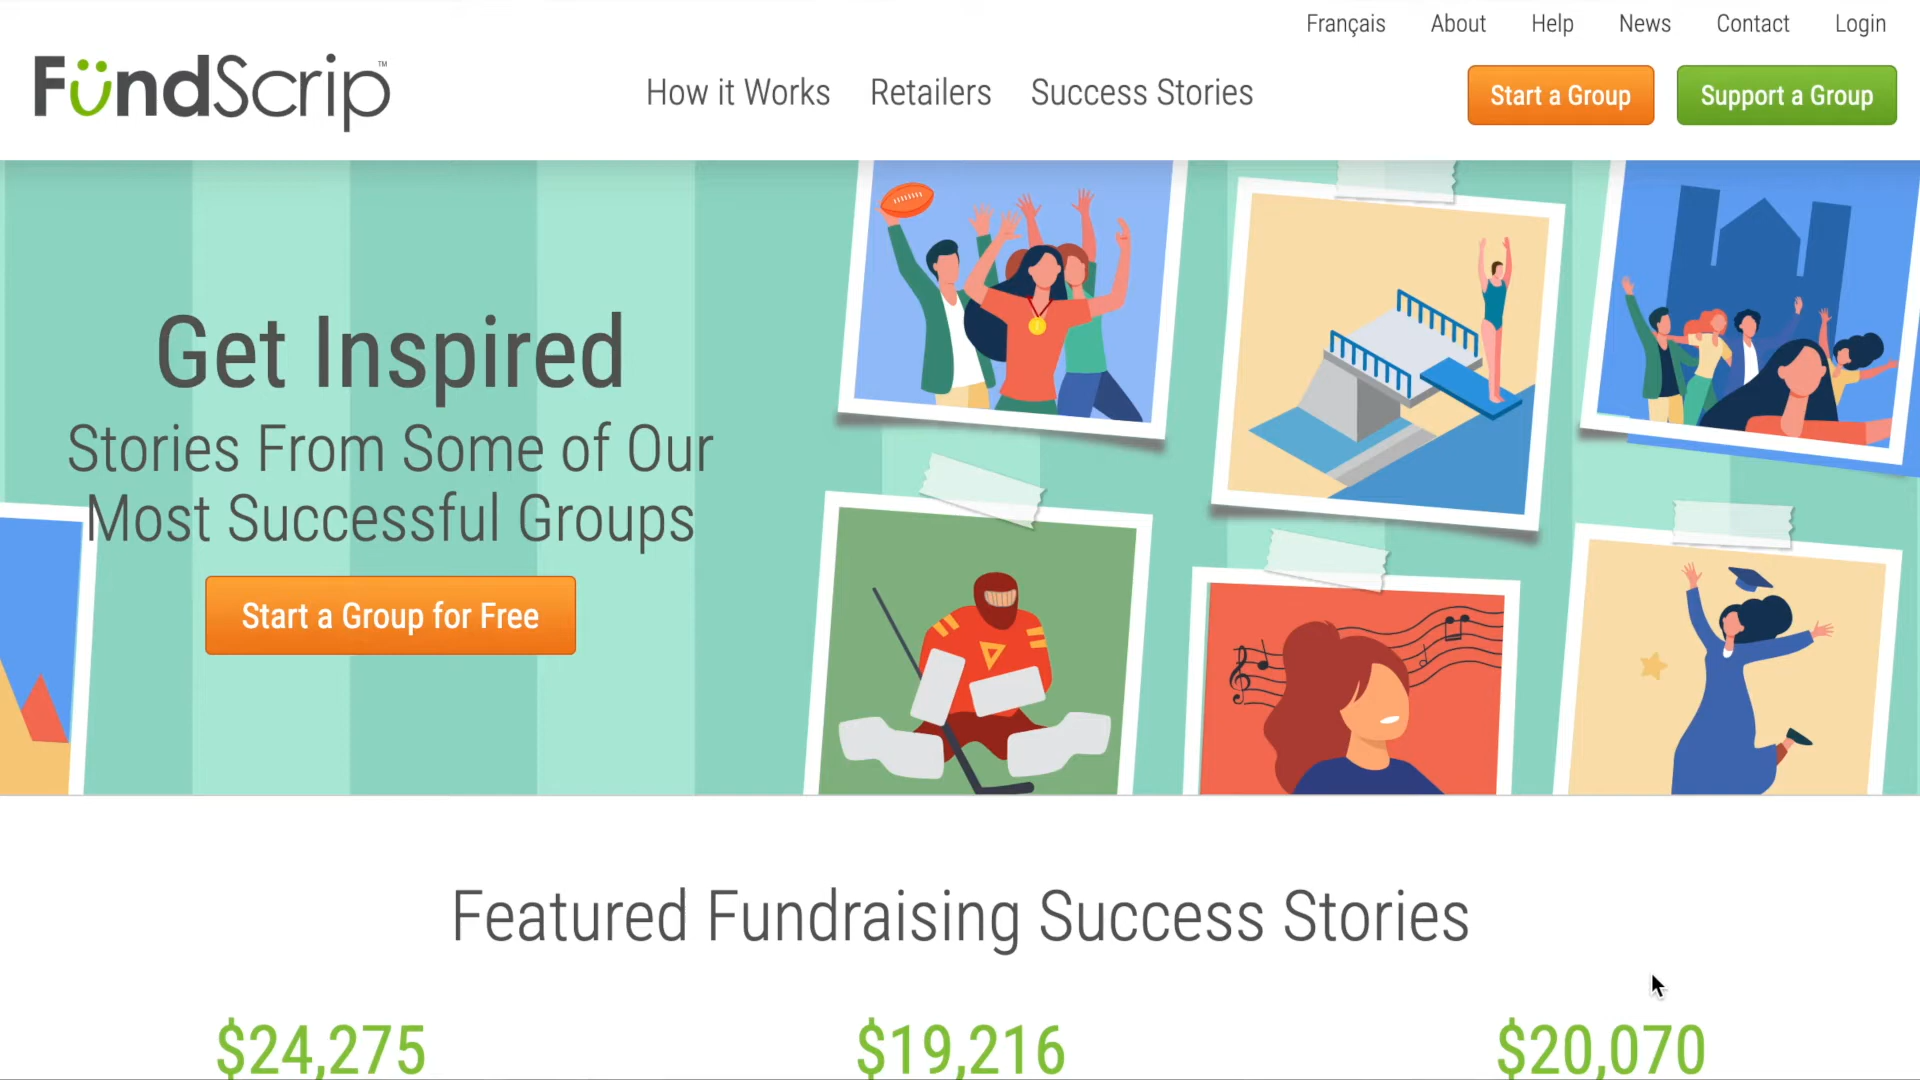 Français About Help News Contact Login
FündScrip™
How it Works Retailers Success Stories
Start a Group Support a Group
Get Inspired
Stories From Some of Our
Most Successful Groups
Start a Group for Free
Featured Fundraising Success Stories
$24,275 $19,216 $20,070